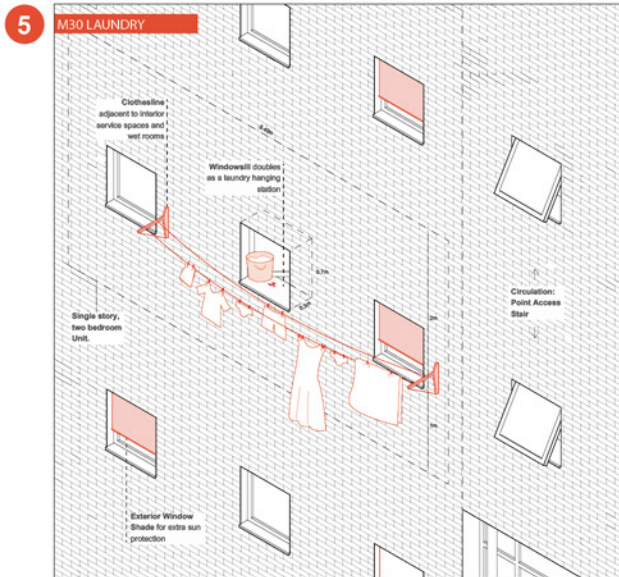 5
M30 LAUNDRY
Clothesline
adjacent to interior
service spaces and
wet rooms
Windowsill doubles
as a laundry hanging
station
0.7m
2m
1m
Single story,
two bedroom
Unit.
Circulation:
Point Access
Stair
Exterior Window
Shade for extra sun
protection